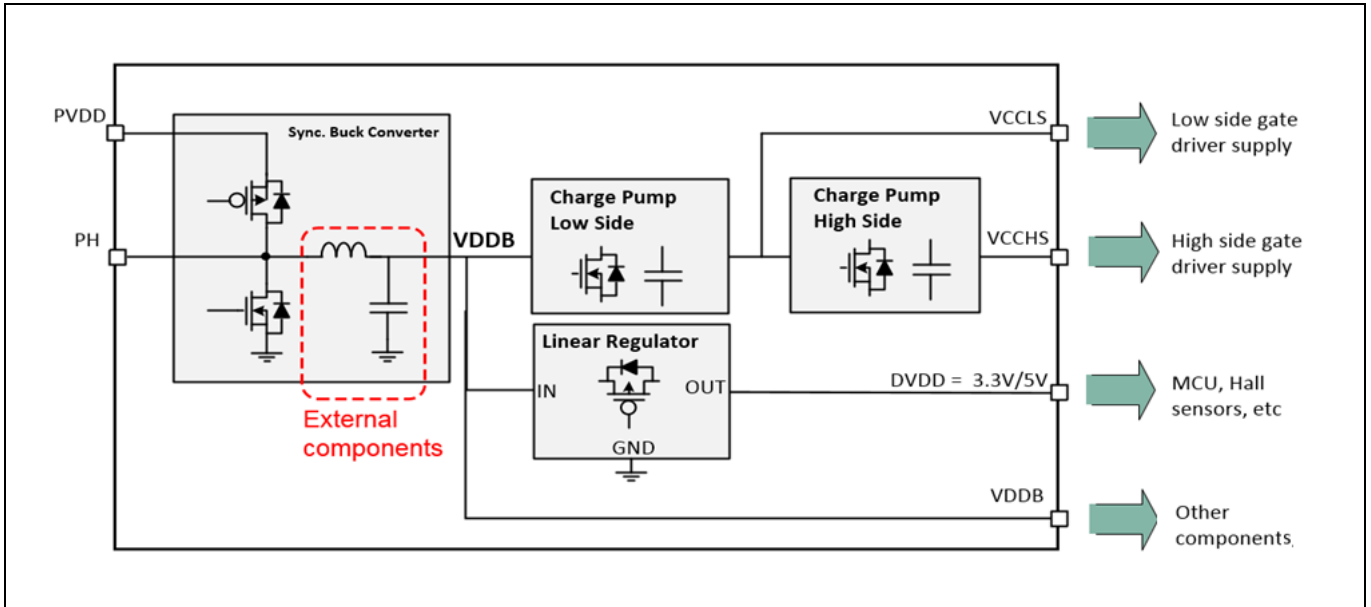 PVDD
PH
Sync. Buck Converter
External
components
VDDB
Charge Pump
Low Side
Charge Pump
High Side
Linear Regulator
IN
OUT
GND
VCCLS
VCCHS
DVDD = 3.3V/5V
VDDB
Low side gate
driver supply
High side gate
driver supply
MCU, Hall
sensors, etc
Other
components